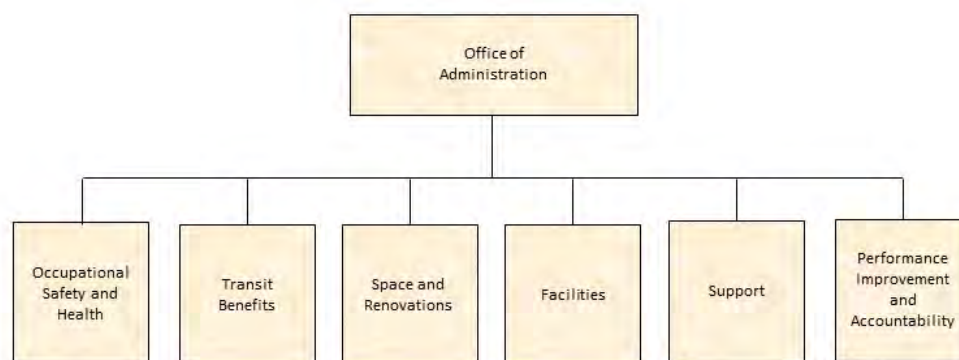 Office of
Administration
Occupational
Safety and
Health
Transit
Benefits
Space and
Renovations
Facilities
Support
Performance
Improvement
and
Accountability